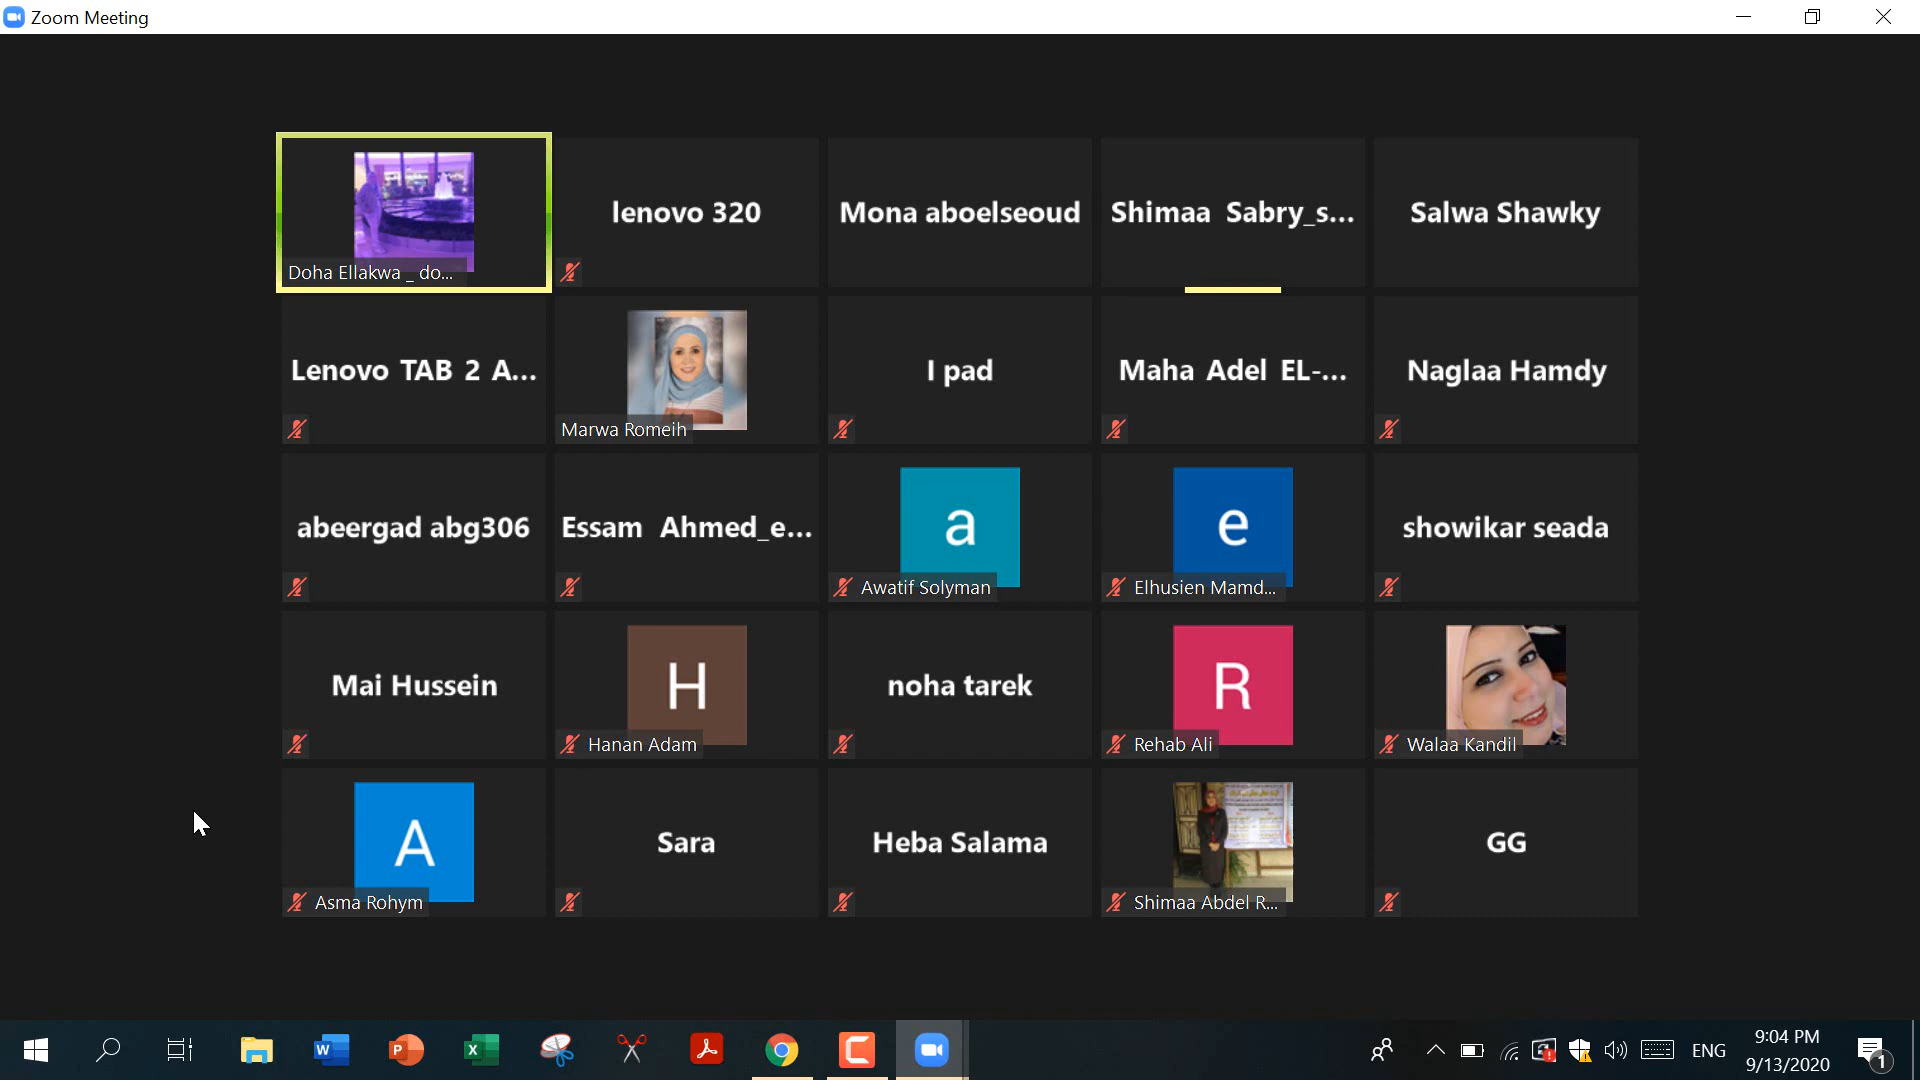 Zoom Meeting
Doha Ellakwa _ do...
lenovo 320
Mona aboelseoud
Shimaa Sabry_s...
Salwa Shawky
Lenovo TAB 2 A...
Marwa Romeih
I pad
Maha Adel EL-...
Naglaa Hamdy
abeergad abg306
Essam Ahmed_e...
a
Awatif Solyman
e
Elhusien Mamd...
showikar seada
Mai Hussein
H
Hanan Adam
noha tarek
R
Rehab Ali
Walaa Kandil
A
Asma Rohym
Sara
Heba Salama
Shimaa Abdel R...
GG
ENG
9:04 PM
9/13/2020
1